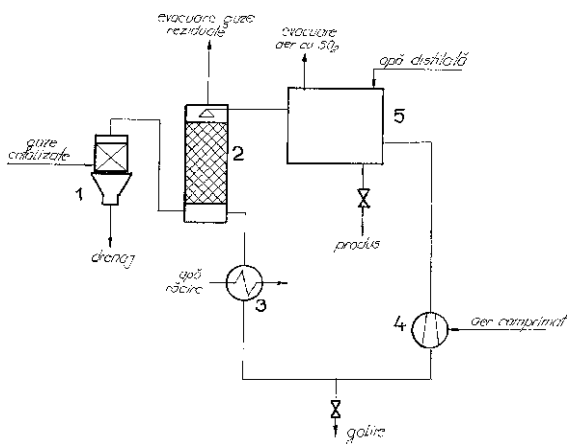 evacuare gaze
reziduale
evacuare
aer cu SO₂
apă distilată
5
gaze
catalizate
2
1
drenaj
produs
apă
răcire
3
4
aer comprimat
golire